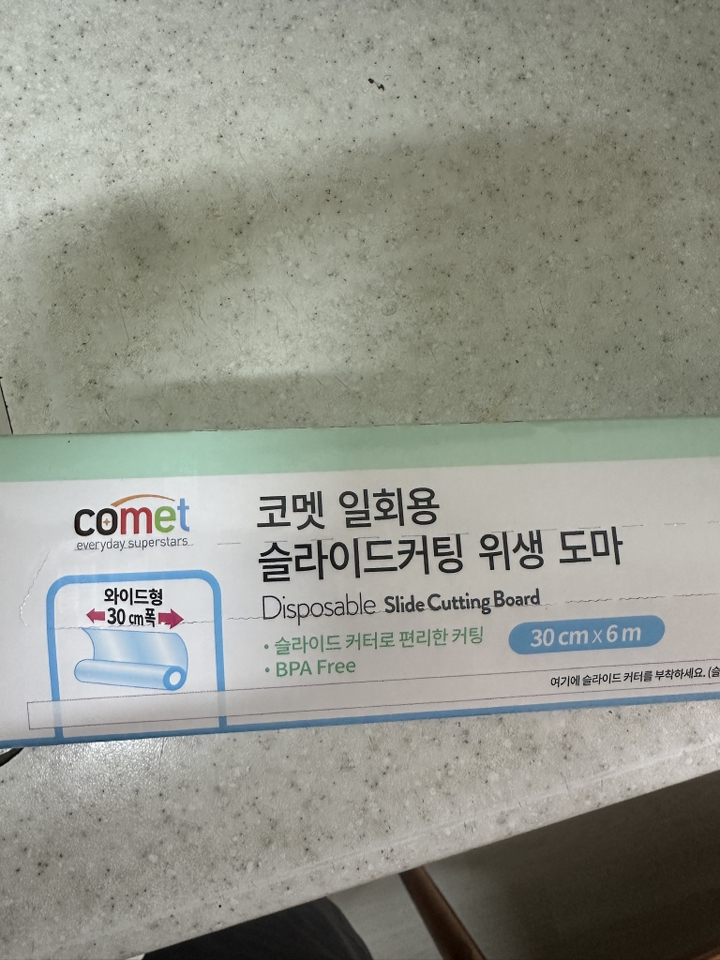 comet
everyday superstars
와이드형
30 cm폭
코멧 일회용
슬라이드커팅 위생 도마
Disposable Slide Cutting Board
• 슬라이드 커터로 편리한 커팅
• BPA Free
30 cm x 6 m
여기에 슬라이드 커터를 부착하세요. (슬